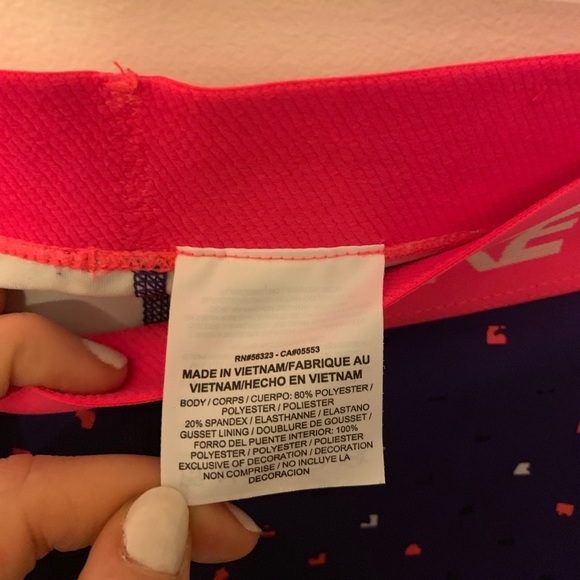 RN#56323 - CA#05553
MADE IN VIETNAM/FABRIQUE AU
VIETNAM/HECHO EN VIETNAM
BODY / CORPS / CUERPO: 80% POLYESTER /
POLYESTER / POLIESTER
20% SPANDEX / ELASTHANNE / ELASTANO
GUSSET LINING / DOUBLURE DE GOUSSET /
FORRO DEL PUENTE INTERIOR: 100%
POLYESTER / POLYESTER / POLIESTER
EXCLUSIVE OF DECORATION / DECORATION
NON COMPRISE / NO INCLUYE LA
DECORACION